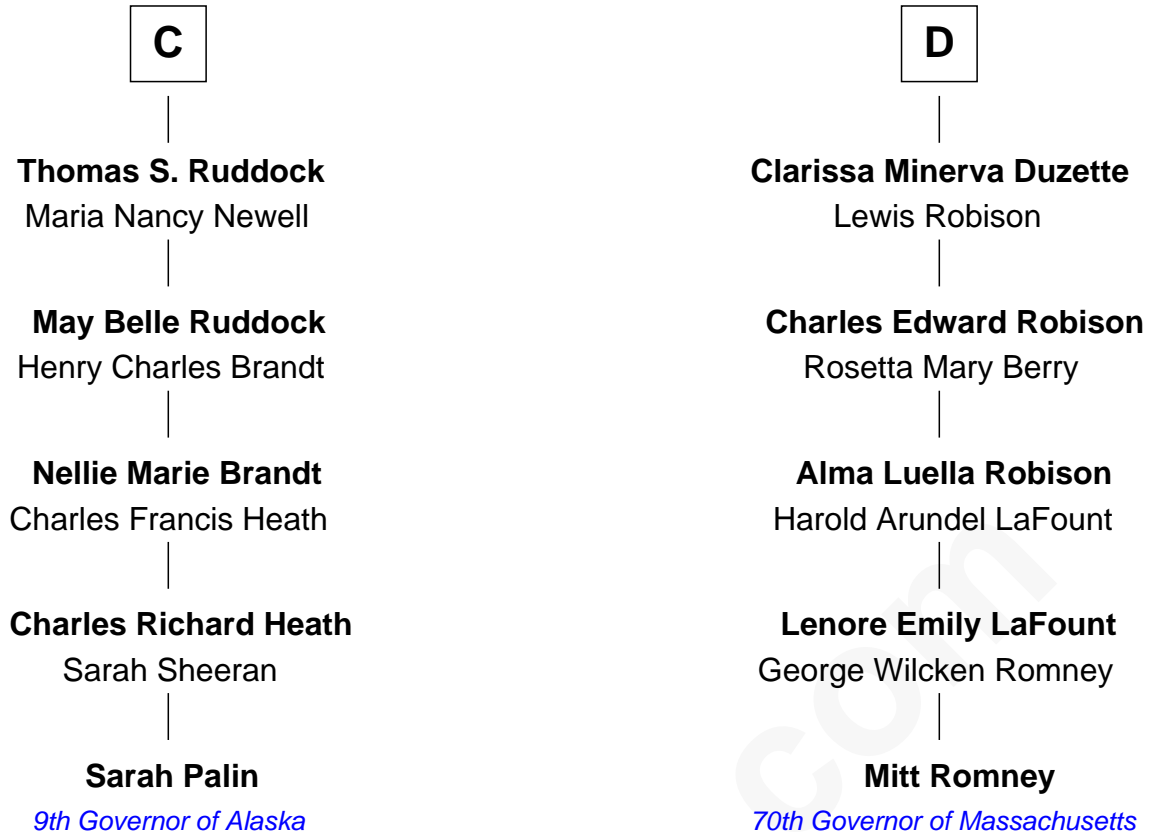 C
Thomas S. Ruddock
Maria Nancy Newell
May Belle Ruddock
Henry Charles Brandt
Nellie Marie Brandt
Charles Francis Heath
Charles Richard Heath
Sarah Sheeran
Sarah Palin
9th Governor of Alaska
D
Clarissa Minerva Duzette
Lewis Robison
Charles Edward Robison
Rosetta Mary Berry
Alma Luella Robison
Harold Arundel LaFount
Lenore Emily LaFount
George Wilcken Romney
Mitt Romney
70th Governor of Massachusetts
com